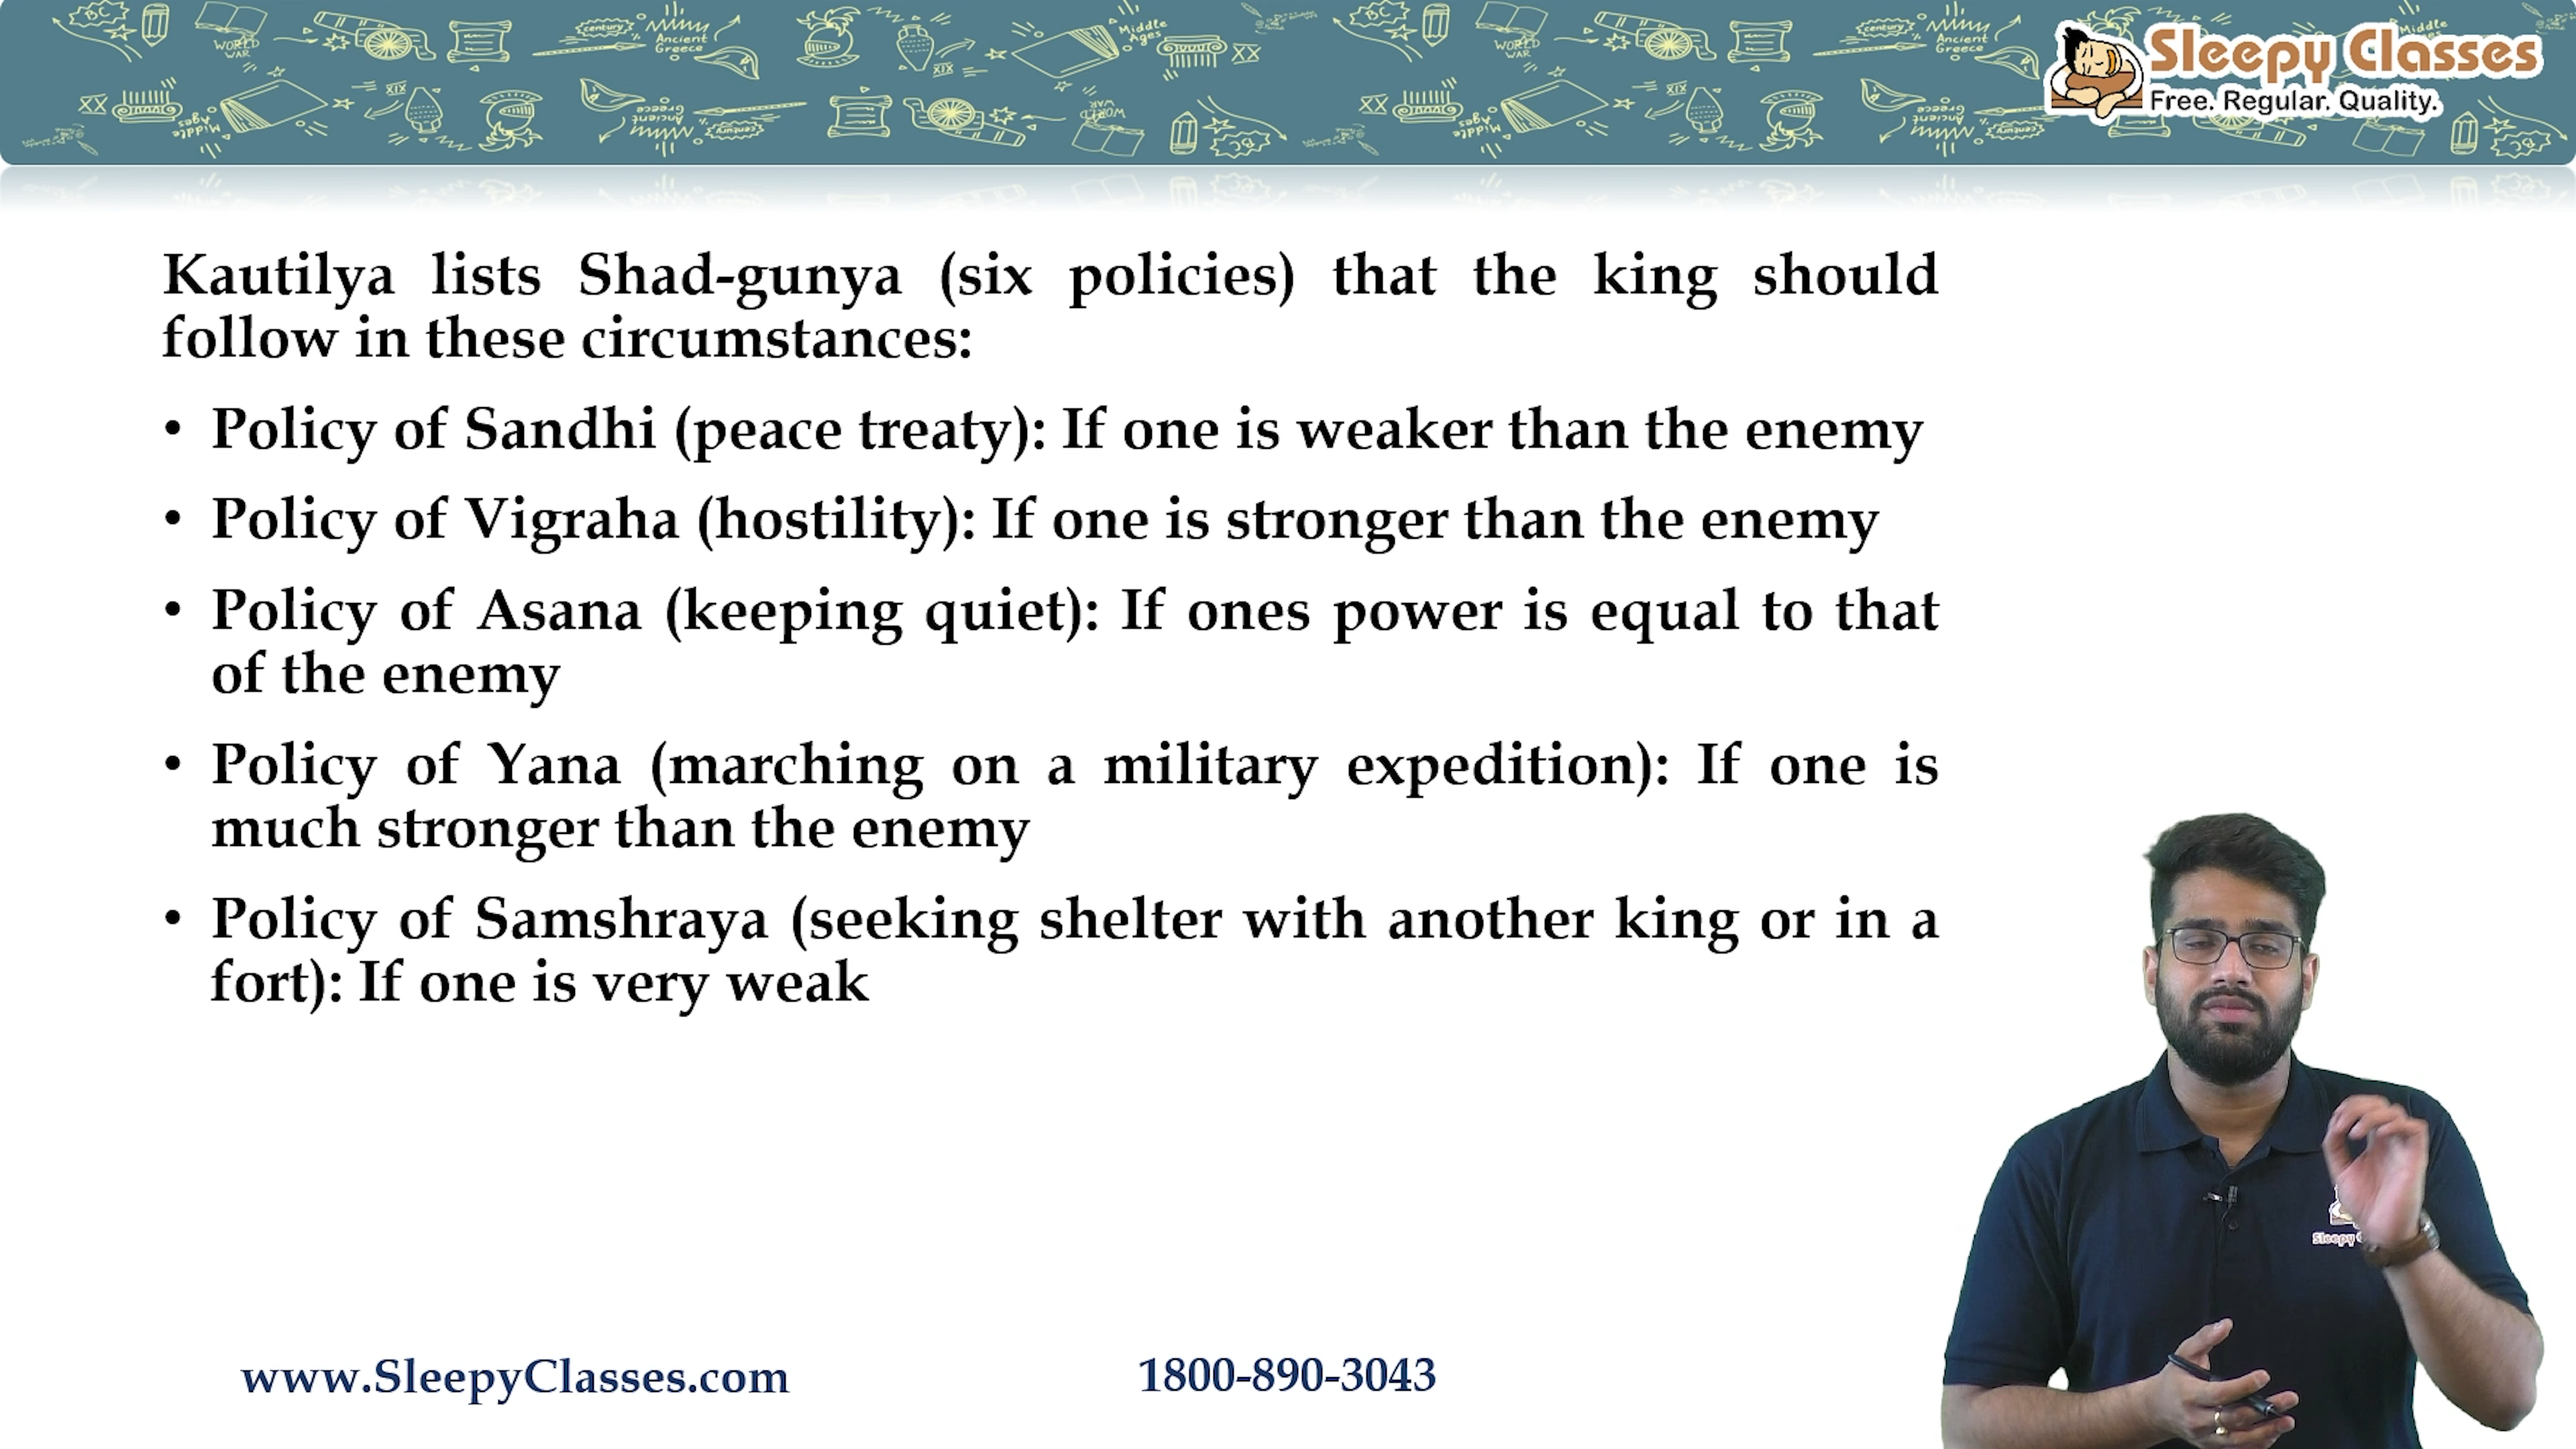 Sleepy Classes
Free. Regular. Quality.
Kautilya lists Shad-gunya (six policies) that the king should
follow in these circumstances:
• Policy of Sandhi (peace treaty): If one is weaker than the enemy
• Policy of Vigraha (hostility): If one is stronger than the enemy
• Policy of Asana (keeping quiet): If ones power is equal to that
of the enemy
• Policy of Yana (marching on a military expedition): If one is
much stronger than the enemy
• Policy of Samshraya (seeking shelter with another king or in a
fort): If one is very weak
Sleepy
www.SleepyClasses.com
1800-890-3043